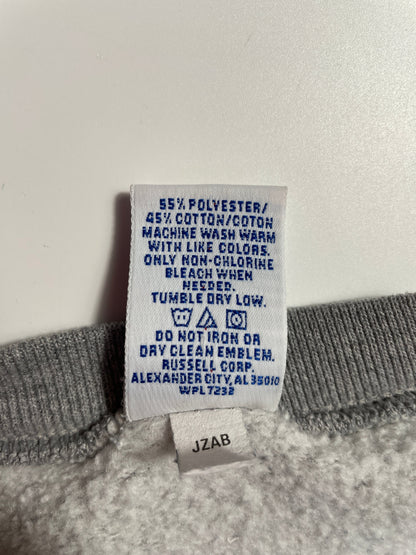 55% POLYESTER/
45% COTTON/COTON
MACHINE WASH WARM
WITH LIKE COLORS.
ONLY NON-CHLORINE
BLEACH WHEN
NEEDED.
TUMBLE DRY LOW.
DO NOT IRON OR
DRY CLEAN EMBLEM.
RUSSELL CORP.
ALEXANDER CITY, AL 35010
WPL 7232
JZAB